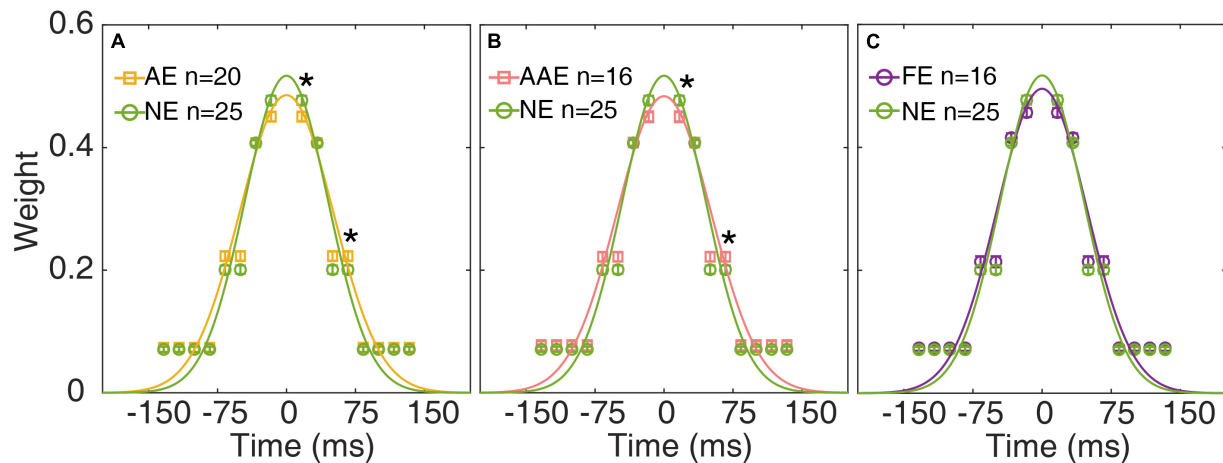 A
AE n=20
NE n=25
*
*
B
AAE n=16
NE n=25
*
*
C
FE n=16
NE n=25
0.6
0.4
0.2
0
Weight
-150 -75 0 75 150
-150 -75 0 75 150
-150 -75 0 75 150
Time (ms)
Time (ms)
Time (ms)